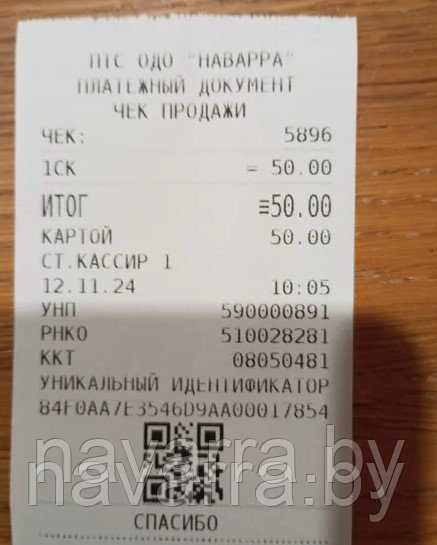 ПТС ОДО "НАВАРРА"
ПЛАТЕЖНЫЙ ДОКУМЕНТ
ЧЕК ПРОДАЖИ
ЧЕК: 5896
1СК = 50.00
ИТОГ =50.00
КАРТОЙ 50.00
СТ.КАССИР 1
12.11.24 10:05
УНП 590000891
РНКО 510028281
ККТ 08050481
УНИКАЛЬНЫЙ ИДЕНТИФИКАТОР
84F0AA7E3546D9AA00017854
navarra.by
СПАСИБО